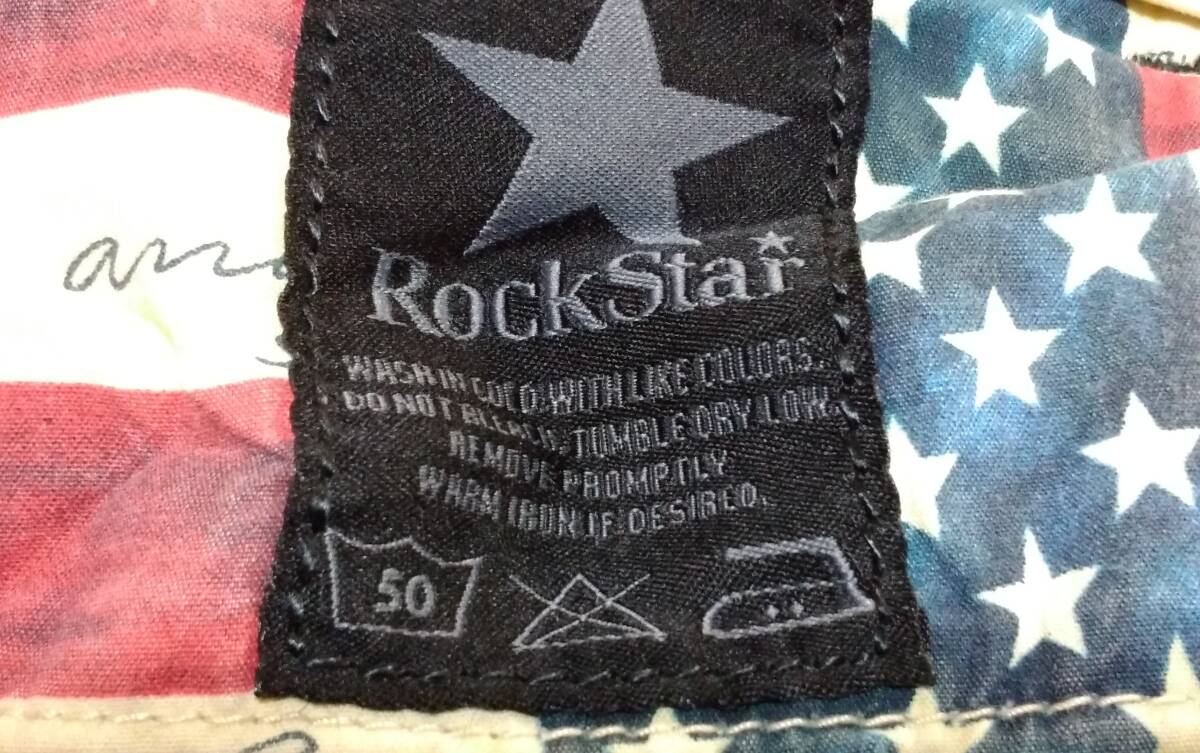 RockStar
WASH IN COLD WITH LIKE COLORS.
DO NOT BLEACH. TUMBLE DRY LOW.
REMOVE PROMPTLY
WARM IRON IF DESIRED.
50